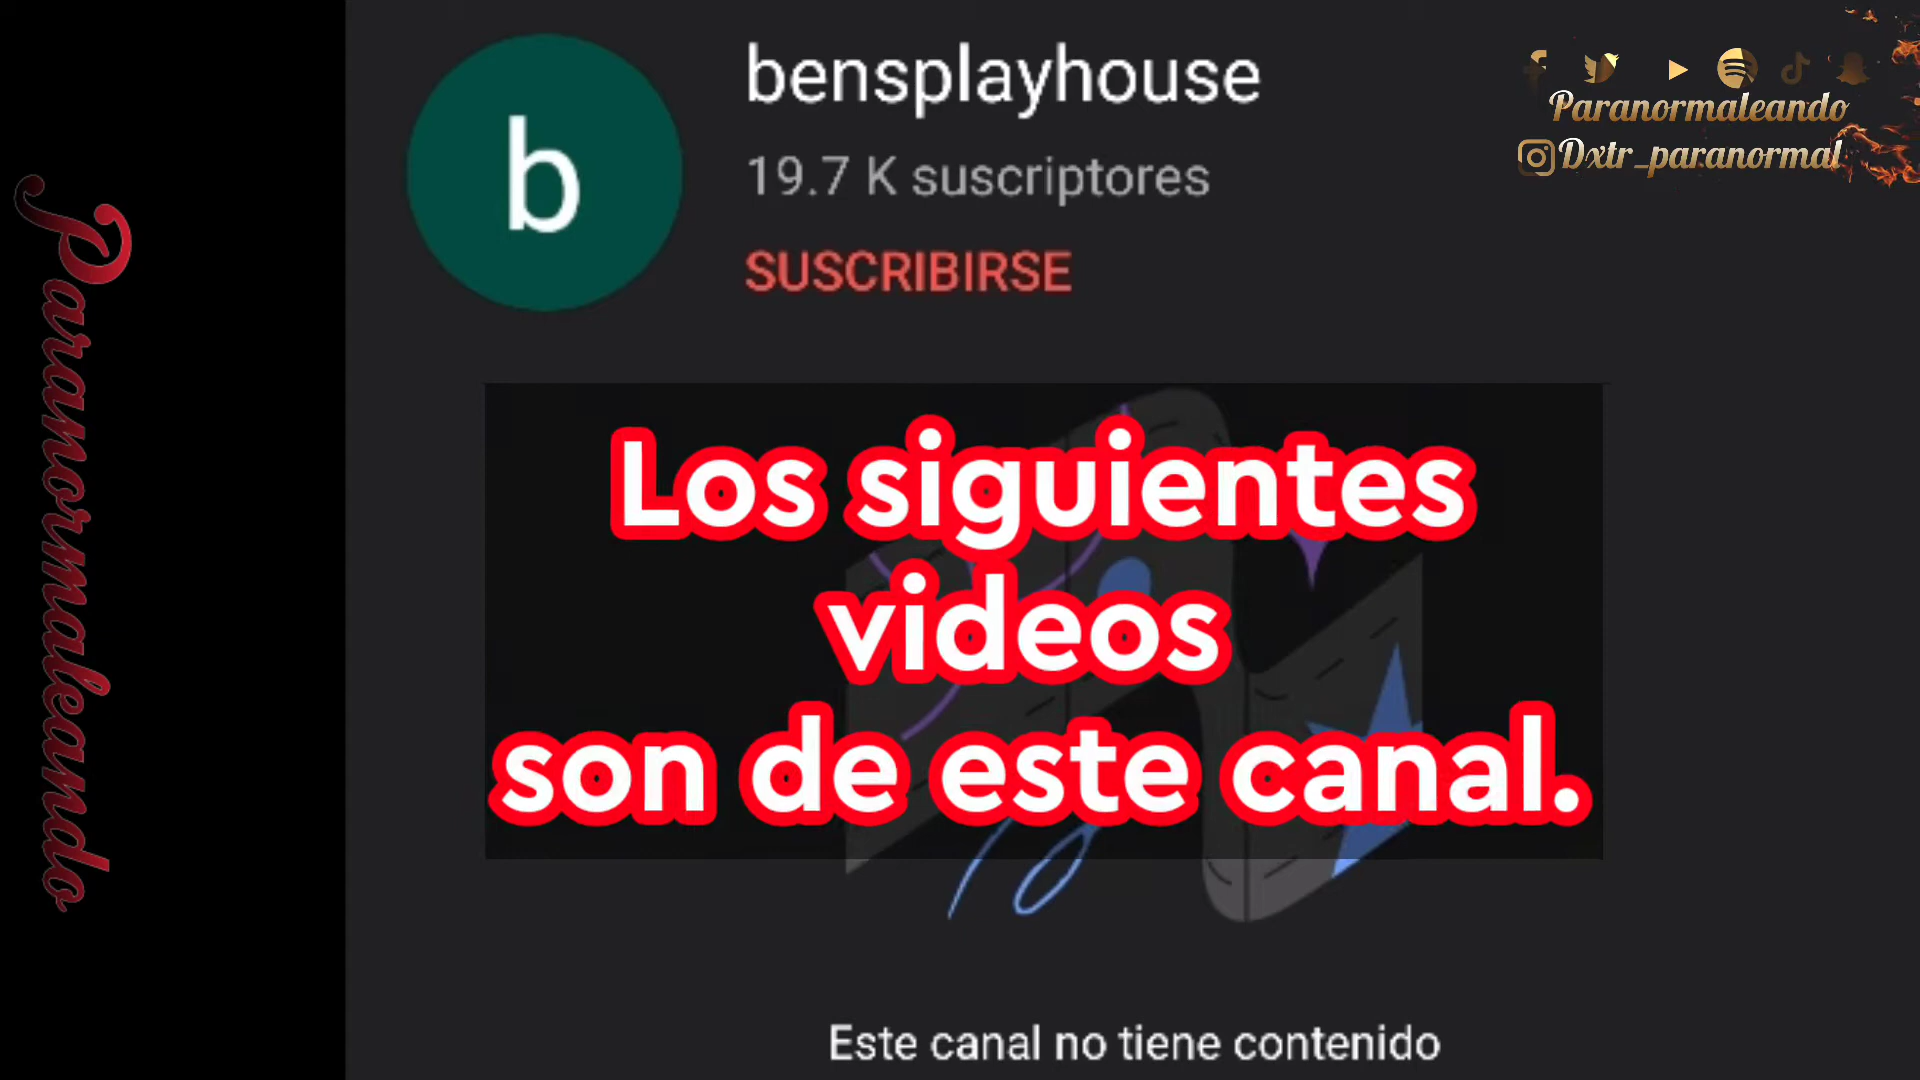 bensplayhouse
19.7 K suscriptores
SUSCRIBIRSE
b
Paranormaleando
Dxtr_paranormal
Paranormaleando
Los siguientes
videos
son de este canal.
Este canal no tiene contenido